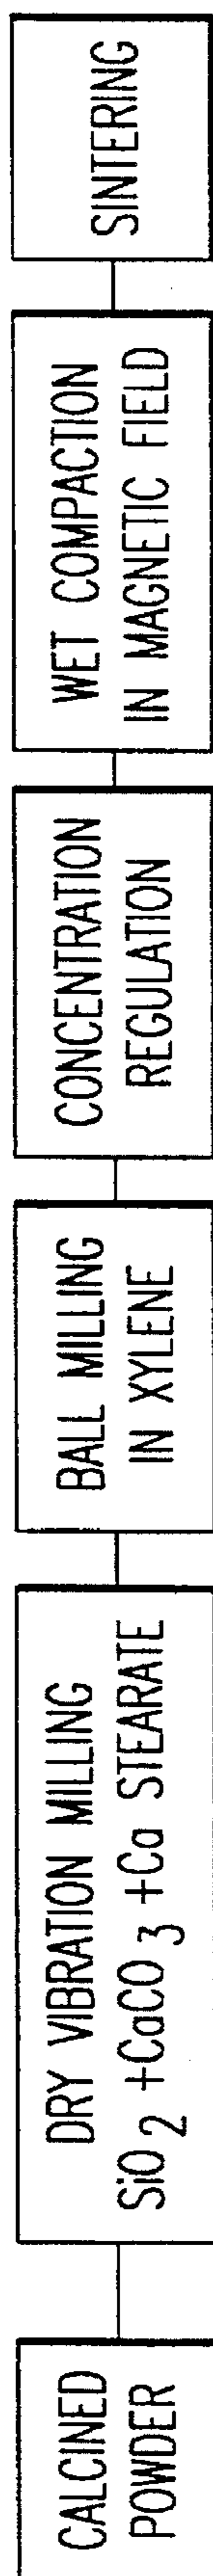 CALCINED
POWDER
DRY VIBRATION MILLING
SiO2 +CaCO3 +Ca STEARATE
BALL MILLING
IN XYLENE
CONCENTRATION
REGULATION
WET COMPACTION
IN MAGNETIC FIELD
SINTERING